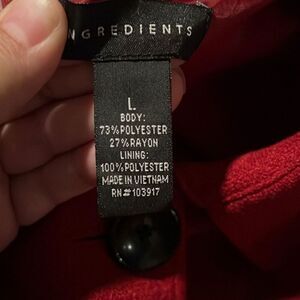 NGREDIENTS
L
BODY:
73%POLYESTER
27%RAYON
LINING:
100%POLYESTER
MADE IN VIETNAM
RN#103917